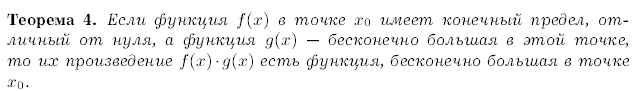 Теорема 4. Если функция f(x) в точке x₀ имеет конечный предел, от-
личный от нуля, а функция g(x) — бесконечно большая в этой точке,
то их произведение f(x)·g(x) есть функция, бесконечно большая в точке
x₀.